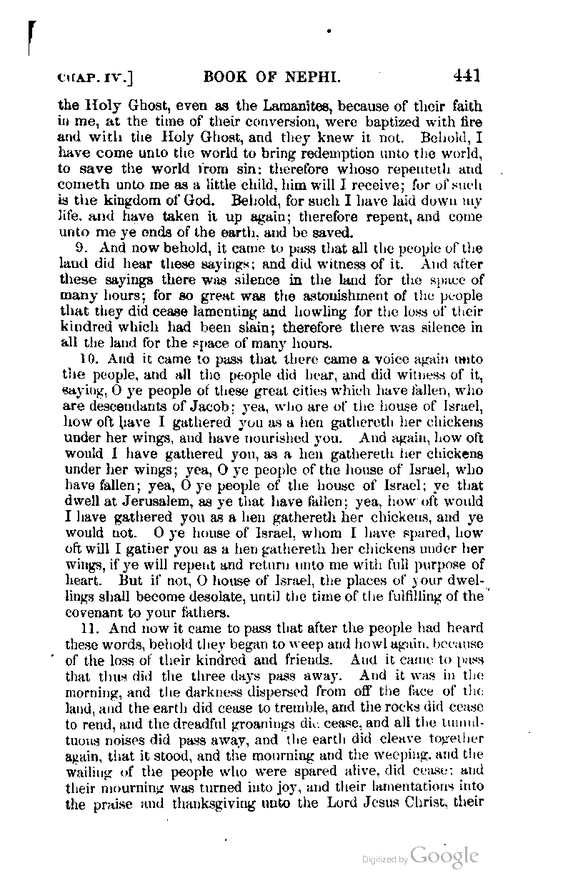 CHAP. IV.] BOOK OF NEPHI. 441
the Holy Ghost, even as the Lamanites, because of their faith
in me, at the time of their conversion, were baptized with fire
and with the Holy Ghost, and they knew it not. Behold, I
have come unto the world to bring redemption unto the world,
to save the world from sin: therefore whoso repenteth and
cometh unto me as a little child, him will I receive; for of such
is the kingdom of God. Behold, for such I have laid down my
life, and have taken it up again; therefore repent, and come
unto me ye ends of the earth, and be saved.
9. And now behold, it came to pass that all the people of the
land did hear these sayings; and did witness of it. And after
these sayings there was silence in the land for the space of
many hours; for so great was the astonishment of the people
that they did cease lamenting and howling for the loss of their
kindred which had been slain; therefore there was silence in
all the land for the space of many hours.
10. And it came to pass that there came a voice again unto
the people, and all the people did hear, and did witness of it,
saying, O ye people of these great cities which have fallen, who
are descendants of Jacob; yea, who are of the house of Israel,
how oft have I gathered you as a hen gathereth her chickens
under her wings, and have nourished you. And again, how oft
would I have gathered you, as a hen gathereth her chickens
under her wings; yea, O ye people of the house of Israel, who
have fallen; yea, O ye people of the house of Israel; ye that
dwell at Jerusalem, as ye that have fallen; yea, how oft would
I have gathered you as a hen gathereth her chickens, and ye
would not. O ye house of Israel, whom I have spared, how
oft will I gather you as a hen gathereth her chickens under her
wings, if ye will repent and return unto me with full purpose of
heart. But if not, O house of Israel, the places of your dwel-
lings shall become desolate, until the time of the fulfilling of the
covenant to your fathers.
11. And now it came to pass that after the people had heard
these words, behold they began to weep and howl again, because
of the loss of their kindred and friends. And it came to pass
that thus did the three days pass away. And it was in the
morning, and the darkness dispersed from off the face of the
land, and the earth did cease to tremble, and the rocks did cease
to rend, and the dreadful groanings did cease, and all the tumul-
tuous noises did pass away, and the earth did cleave together
again, that it stood, and the mourning and the weeping, and the
wailing of the people who were spared alive, did cease; and
their mourning was turned into joy, and their lamentations into
the praise and thanksgiving unto the Lord Jesus Christ, their
Digitized by Google